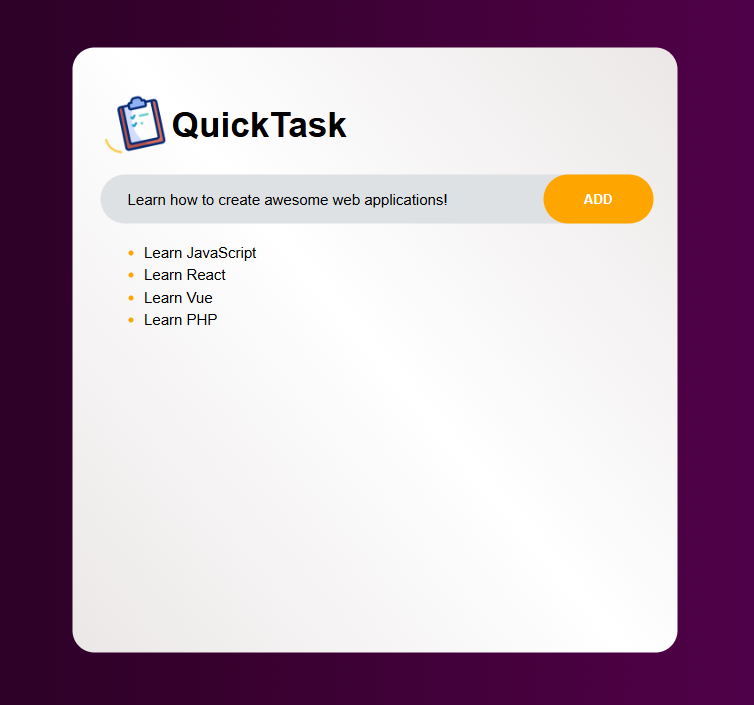 QuickTask
Learn how to create awesome web applications!
ADD
Learn JavaScript
Learn React
Learn Vue
Learn PHP